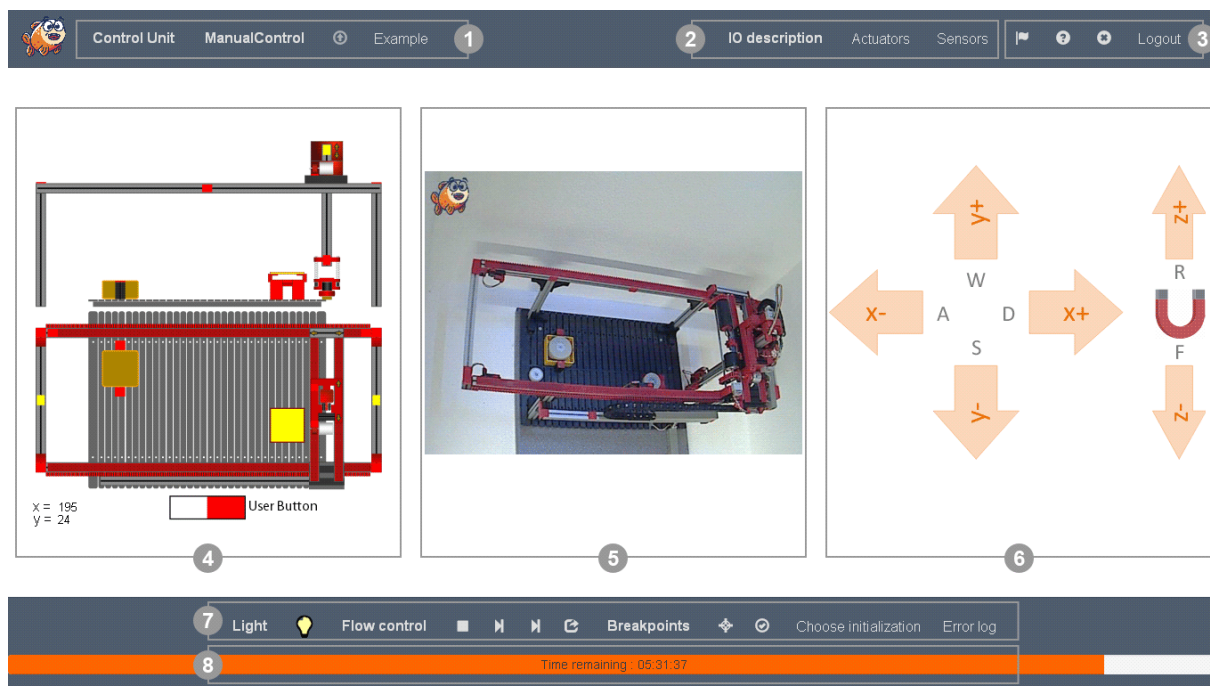 Control Unit ManualControl Example 1 2 IO description Actuators Sensors Logout 3
y+
z+
W
R
x- A D x+
S
F
y-
z-
x = 195
y = 24
User Button
4 5 6
7 Light Flow control Breakpoints Choose initialization Error log
8 Time remaining : 05:31:37